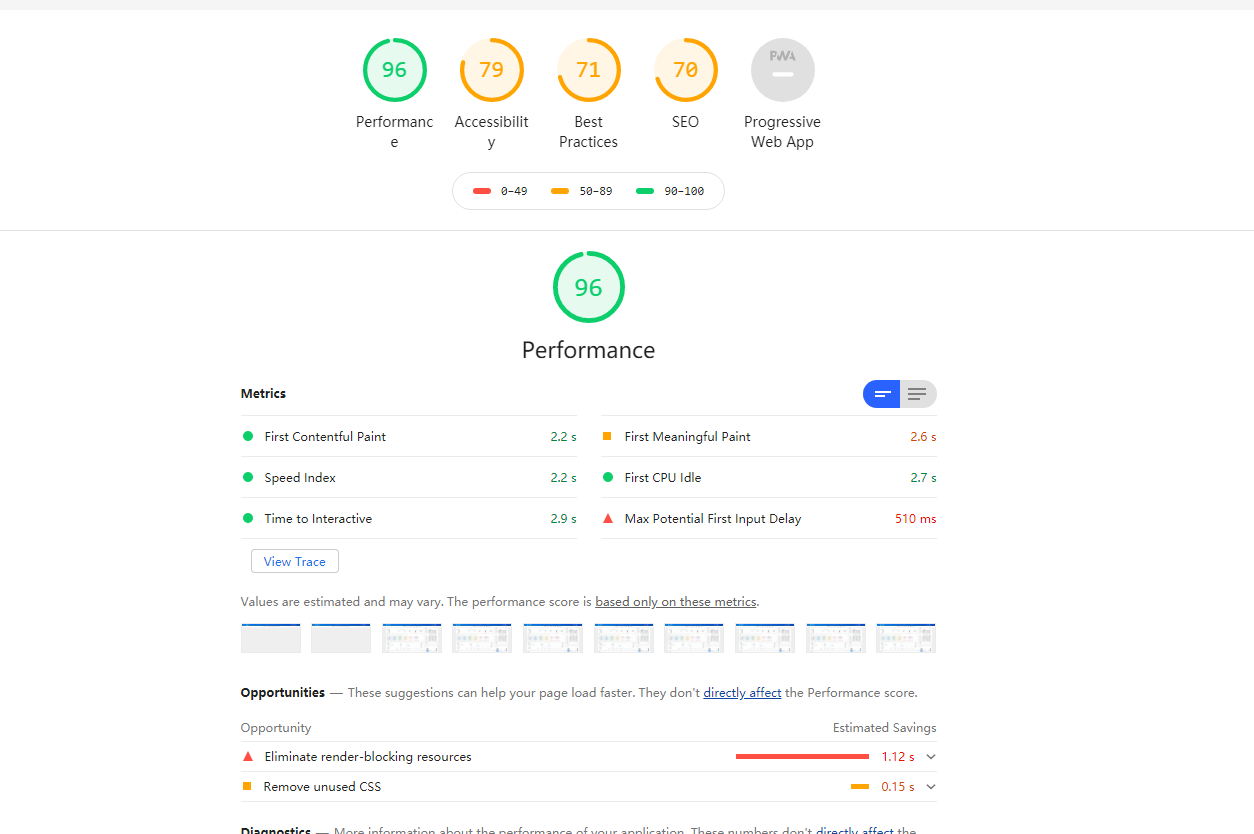 96 79 71 70 PWA
Performanc Accessibilit Best SEO Progressive
e y Practices Web App
0–49 50–89 90–100
96
Performance
Metrics
First Contentful Paint 2.2 s First Meaningful Paint 2.6 s
Speed Index 2.2 s First CPU Idle 2.7 s
Time to Interactive 2.9 s Max Potential First Input Delay 510 ms
View Trace
Values are estimated and may vary. The performance score is based only on these metrics.
Opportunities — These suggestions can help your page load faster. They don't directly affect the Performance score.
Opportunity Estimated Savings
Eliminate render-blocking resources 1.12 s
Remove unused CSS 0.15 s
Diagnostics — More information about the performance of your application. These numbers don't directly affect the